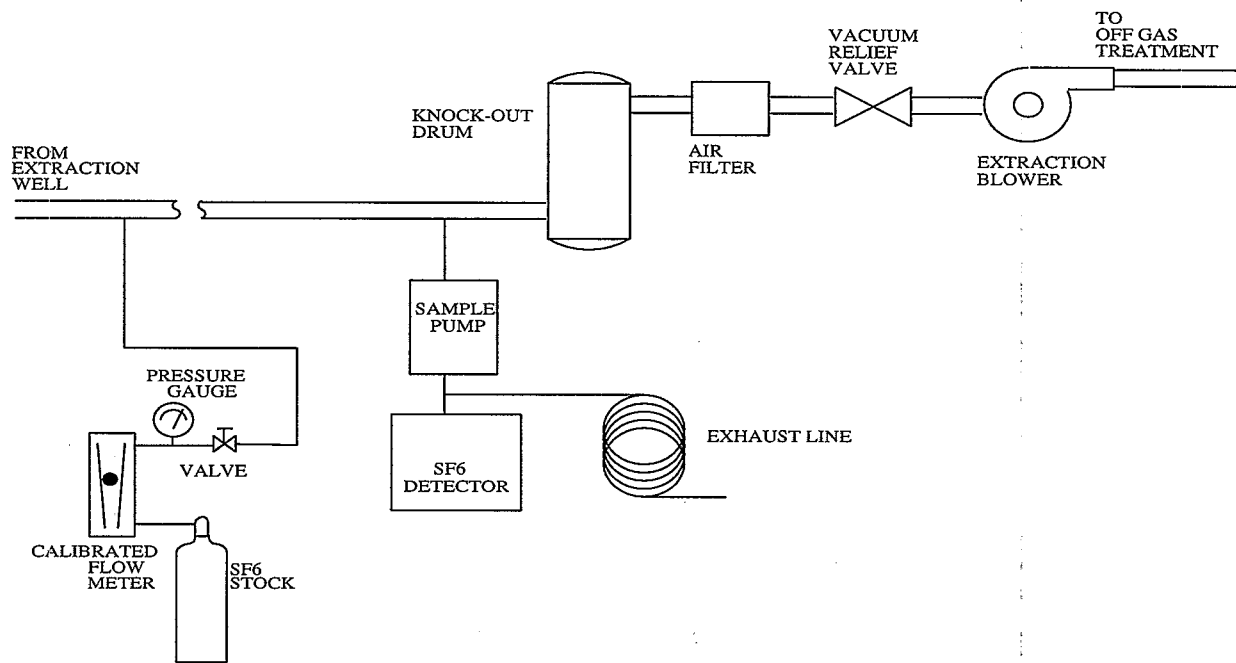 TO
OFF GAS
TREATMENT
VACUUM
RELIEF
VALVE
KNOCK-OUT
DRUM
AIR
FILTER
EXTRACTION
BLOWER
FROM
EXTRACTION
WELL
SAMPLE
PUMP
PRESSURE
GAUGE
VALVE
EXHAUST LINE
SF6
DETECTOR
CALIBRATED
FLOW
METER
SF6
STOCK